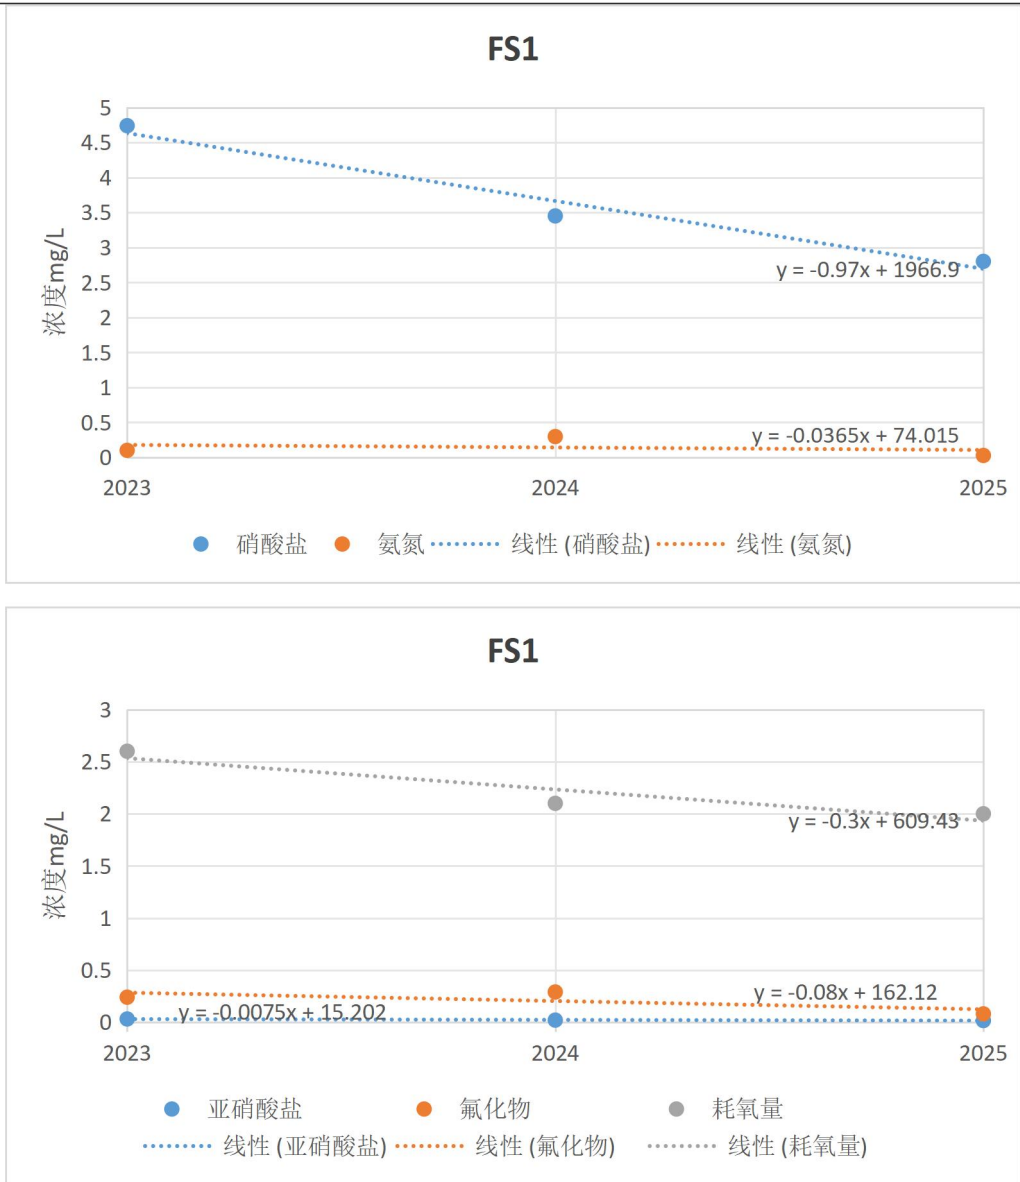 FS1
5
4.5
4
3.5
3
2.5
2
1.5
1
0.5
0
浓度mg/L
y = -0.97x + 1966.9
y = -0.0365x + 74.015
2023 2024 2025
硝酸盐 氨氮 线性 (硝酸盐) 线性 (氨氮)
FS1
3
2.5
2
1.5
1
0.5
0
浓度mg/L
y = -0.3x + 609.43
y = -0.08x + 162.12
y = -0.0075x + 15.202
2023 2024 2025
亚硝酸盐 氟化物 耗氧量
线性 (亚硝酸盐) 线性 (氟化物) 线性 (耗氧量)